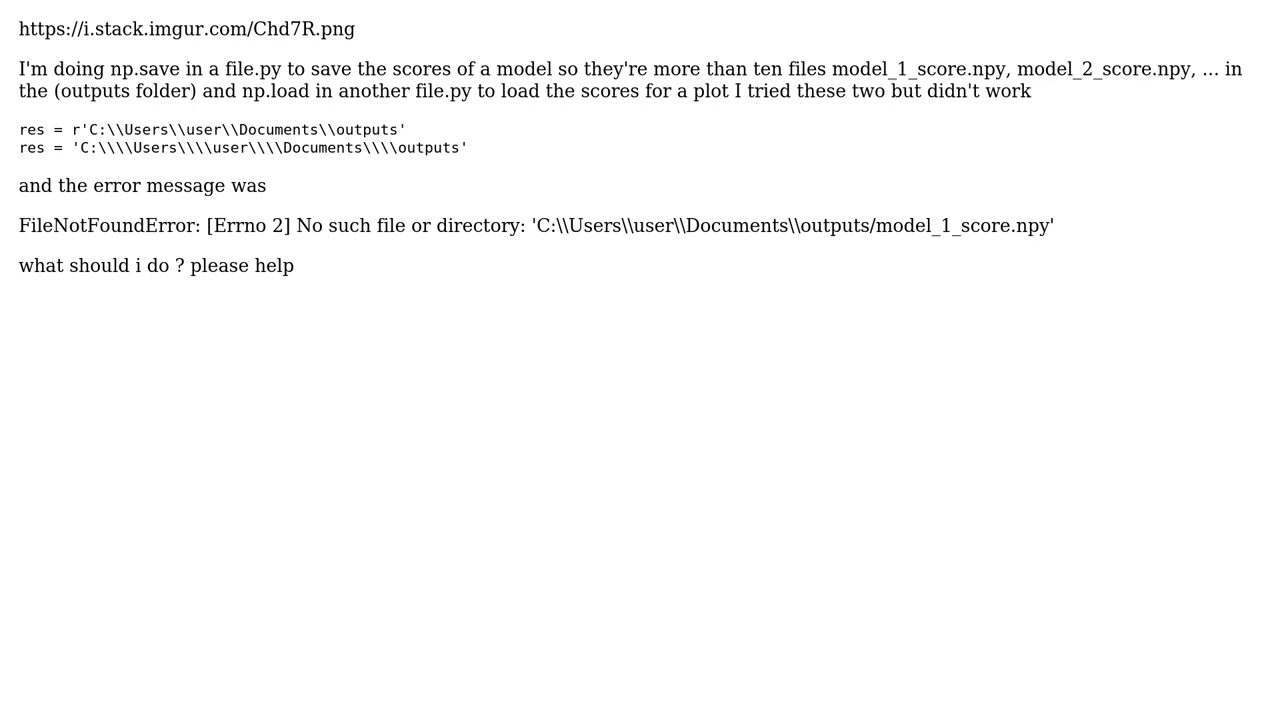 https://i.stack.imgur.com/Chd7R.png
I'm doing np.save in a file.py to save the scores of a model so they're more than ten files model_1_score.npy, model_2_score.npy, ... in
the (outputs folder) and np.load in another file.py to load the scores for a plot I tried these two but didn't work
res = r'C:\\Users\\user\\Documents\\outputs'
res = 'C:\\\\Users\\\\user\\\\Documents\\\\outputs'
and the error message was
FileNotFoundError: [Errno 2] No such file or directory: 'C:\\Users\\user\\Documents\\outputs/model_1_score.npy'
what should i do ? please help